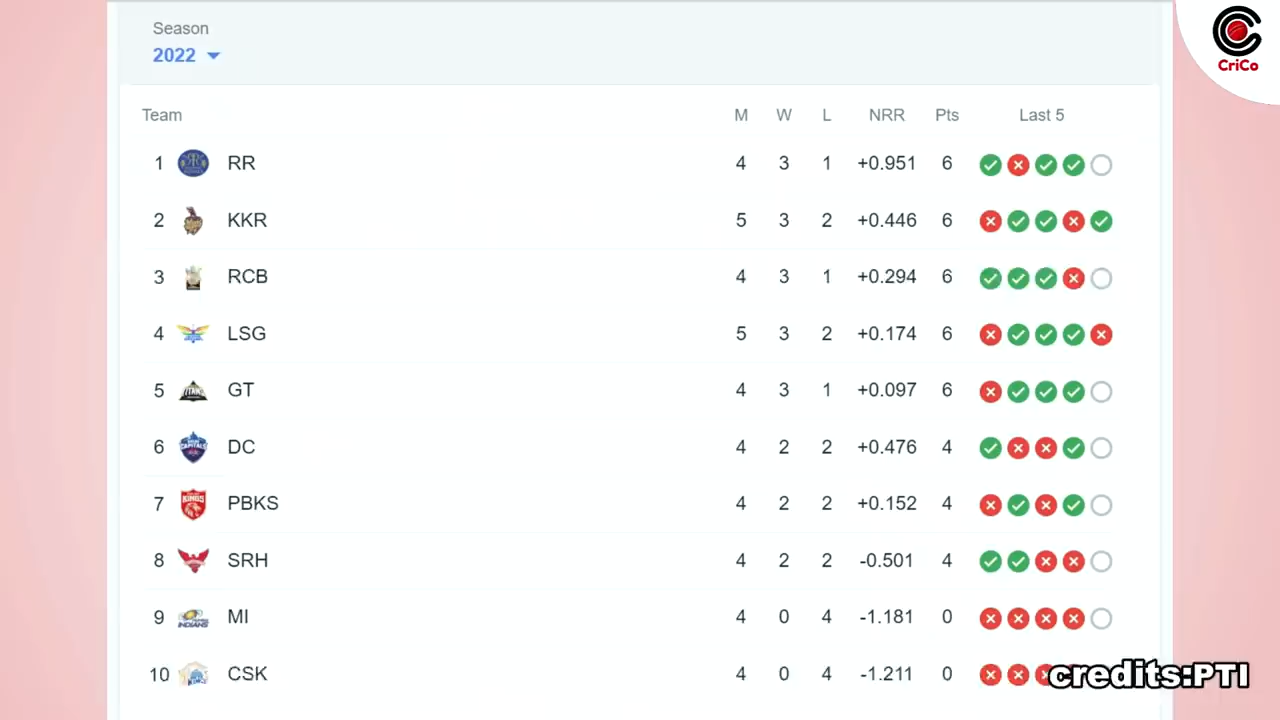 Season
2022
CriCo
Team M W L NRR Pts Last 5
1 RR 4 3 1 +0.951 6
2 KKR 5 3 2 +0.446 6
3 RCB 4 3 1 +0.294 6
4 LSG 5 3 2 +0.174 6
5 GT 4 3 1 +0.097 6
6 DC 4 2 2 +0.476 4
7 PBKS 4 2 2 +0.152 4
8 SRH 4 2 2 -0.501 4
9 MI 4 0 4 -1.181 0
10 CSK 4 0 4 -1.211 0
credits:PTI